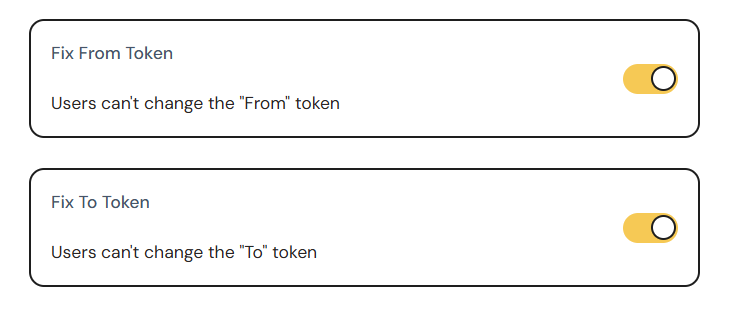 Fix From Token
Users can't change the "From" token
Fix To Token
Users can't change the "To" token